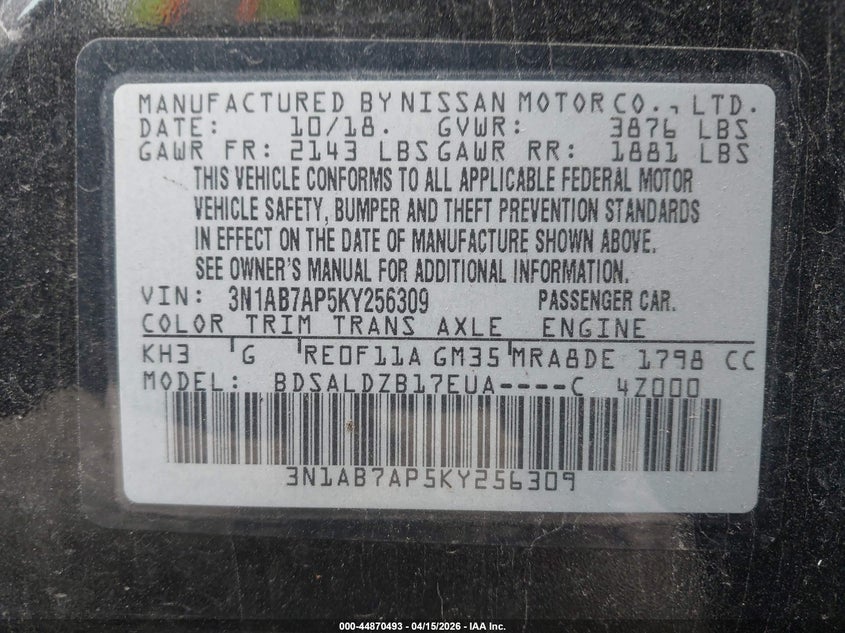 MANUFACTURED BY NISSAN MOTOR CO., LTD.
DATE: 10/18. GVWR: 3876 LBS
GAWR FR: 2143 LBS GAWR RR: 1881 LBS
THIS VEHICLE CONFORMS TO ALL APPLICABLE FEDERAL MOTOR
VEHICLE SAFETY, BUMPER AND THEFT PREVENTION STANDARDS
IN EFFECT ON THE DATE OF MANUFACTURE SHOWN ABOVE.
SEE OWNER'S MANUAL FOR ADDITIONAL INFORMATION.
VIN: 3N1AB7AP5KY256309 PASSENGER CAR.
COLOR TRIM TRANS AXLE ENGINE
KH3 G RE0F11A GM35 MRA8DE 1798 CC
MODEL: BDSALDZB17EUA----C 4Z000
3N1AB7AP5KY256309
000-44870493 - 04/15/2026 - IAA Inc.